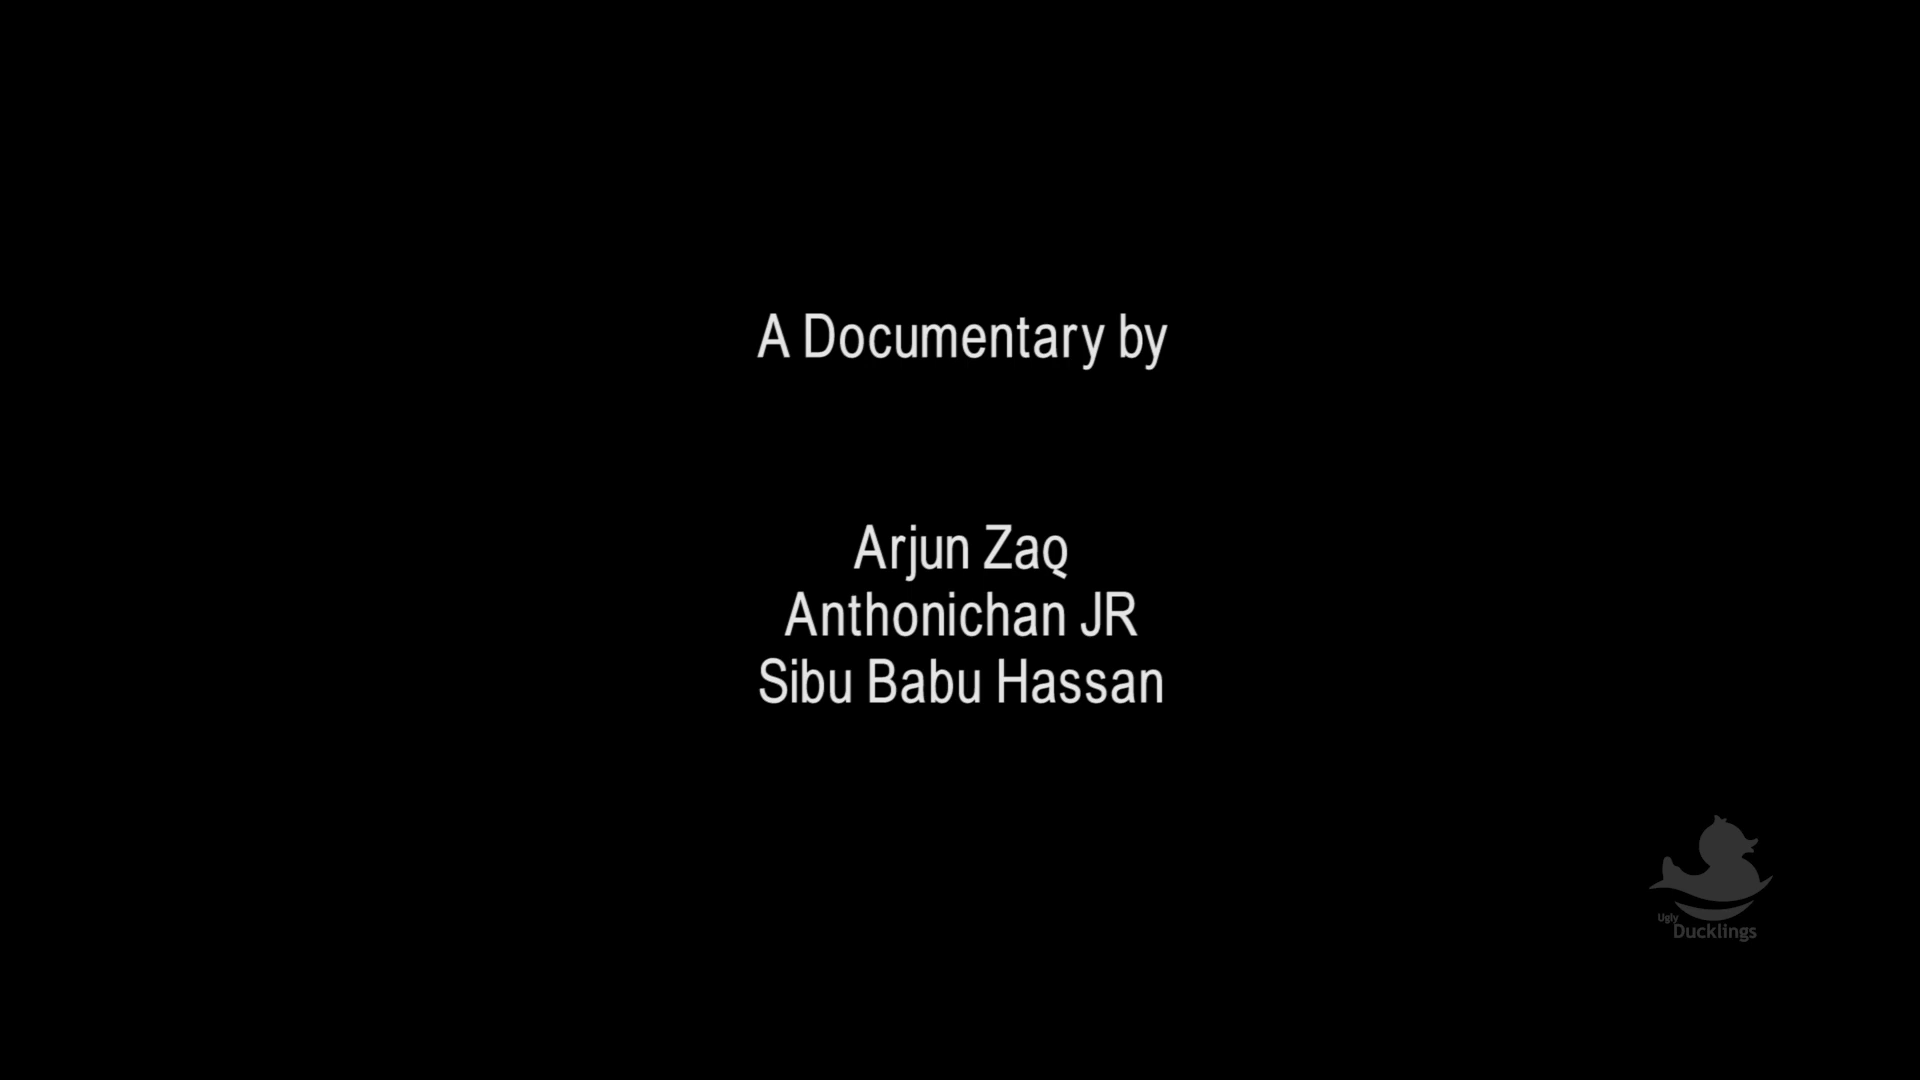 A Documentary by
Arjun Zaq
Anthonichan JR
Sibu Babu Hassan
Ugly
Ducklings